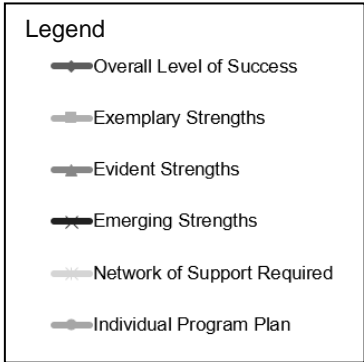 Legend
Overall Level of Success
Exemplary Strengths
Evident Strengths
Emerging Strengths
Network of Support Required
Individual Program Plan